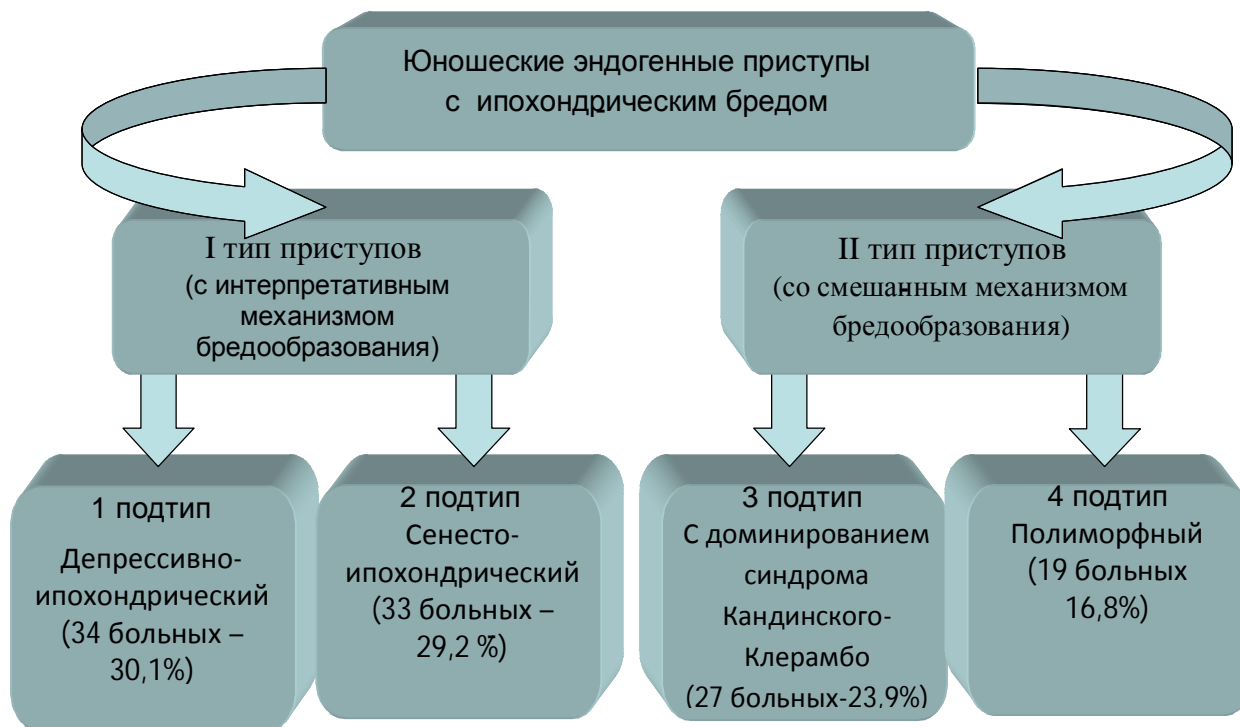 Юношеские эндогенные приступы
с ипохондрическим бредом
I тип приступов
(с интерпретативным
механизмом
бредообразования)
II тип приступов
(со смешанным механизмом
бредообразования)
1 подтип
Депрессивно-
ипохондрический
(34 больных –
30,1%)
2 подтип
Сенесто-
ипохондрический
(33 больных –
29,2 %)
3 подтип
С доминированием
синдрома
Кандинского-
Клерамбо
(27 больных-23,9%)
4 подтип
Полиморфный
(19 больных
16,8%)